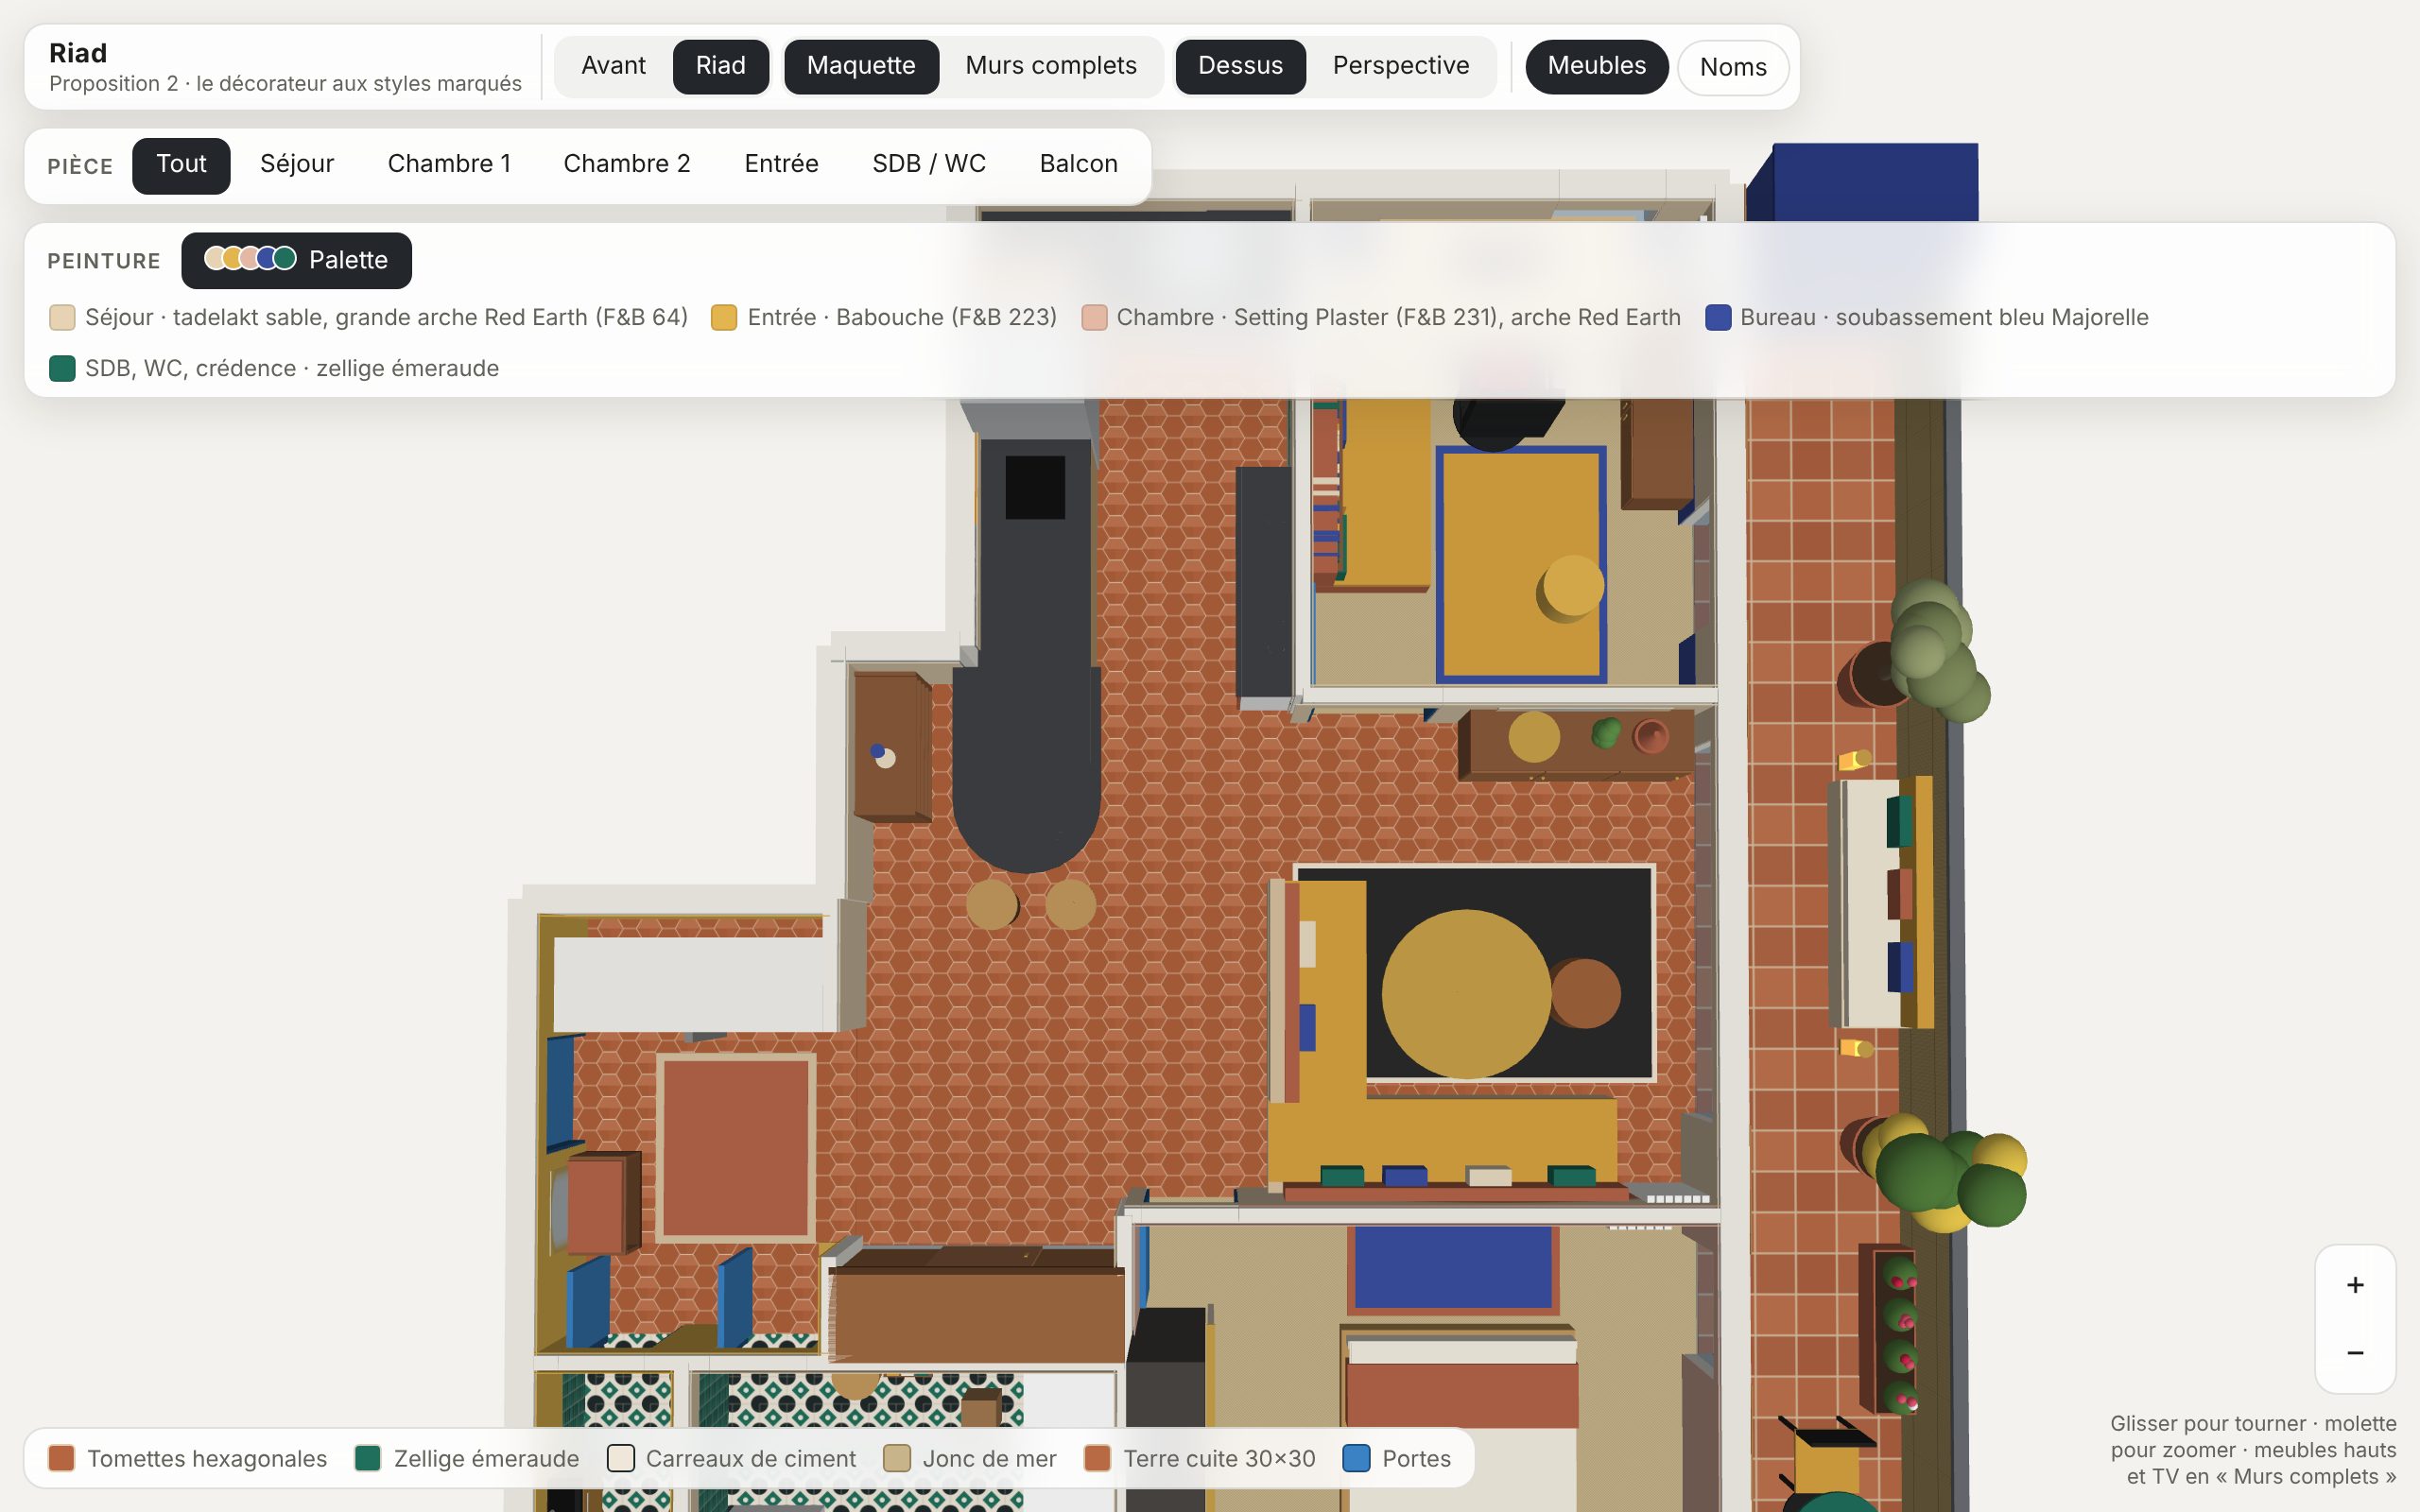 Riad
Proposition 2 · le décorateur aux styles marqués
Avant Riad Maquette Murs complets Dessus Perspective Meubles Noms
PIÈCE Tout Séjour Chambre 1 Chambre 2 Entrée SDB / WC Balcon
PEINTURE Palette
Séjour · tadelakt sable, grande arche Red Earth (F&B 64) Entrée · Babouche (F&B 223) Chambre · Setting Plaster (F&B 231), arche Red Earth Bureau · soubassement bleu Majorelle
SDB, WC, crédence · zellige émeraude
+
−
Glisser pour tourner · molette
pour zoomer · meubles hauts
et TV en « Murs complets »
Tomettes hexagonales Zellige émeraude Carreaux de ciment Jonc de mer Terre cuite 30×30 Portes